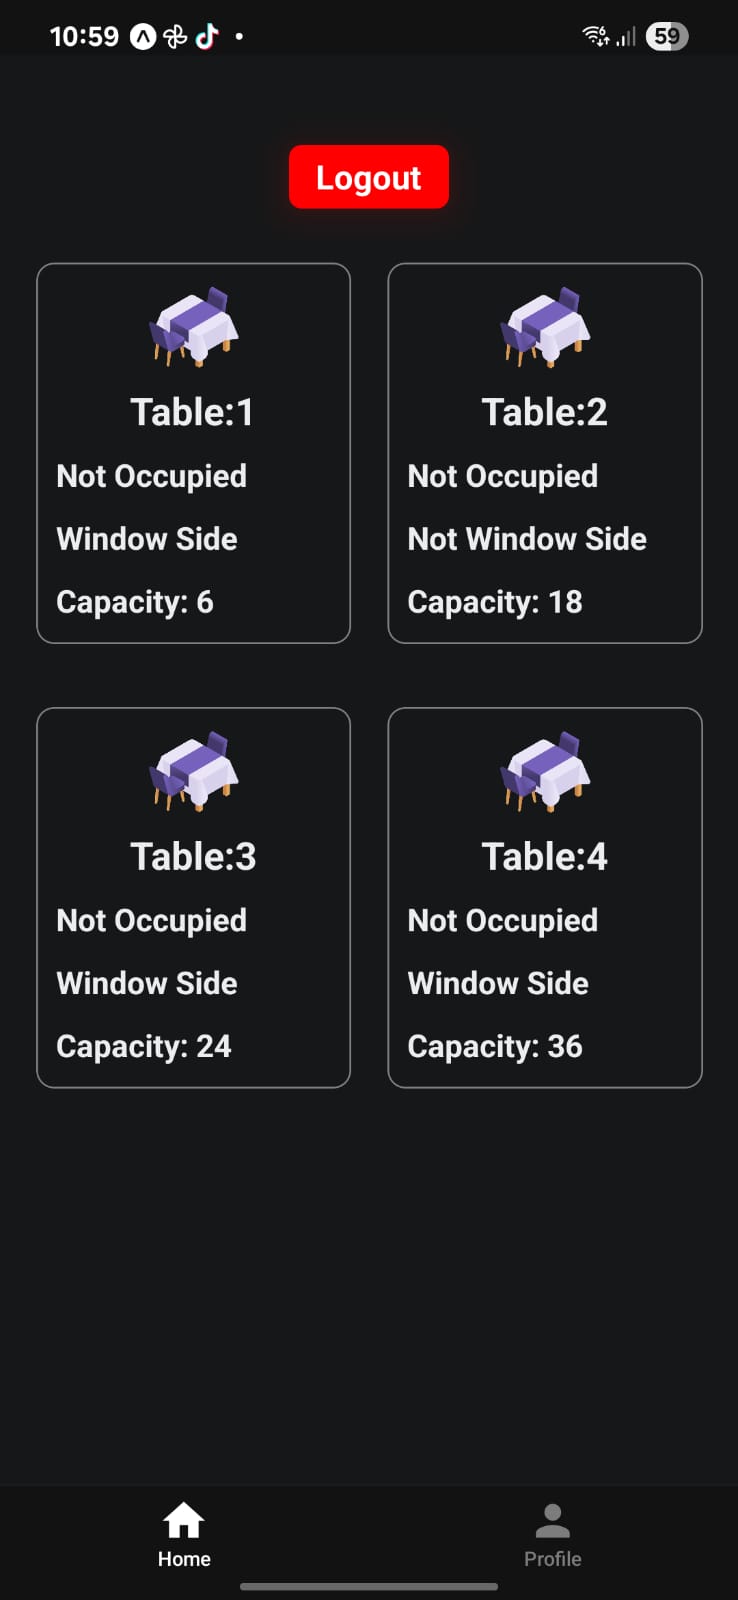 10:59
59
Logout
Table:1
Not Occupied
Window Side
Capacity: 6
Table:2
Not Occupied
Not Window Side
Capacity: 18
Table:3
Not Occupied
Window Side
Capacity: 24
Table:4
Not Occupied
Window Side
Capacity: 36
Home
Profile